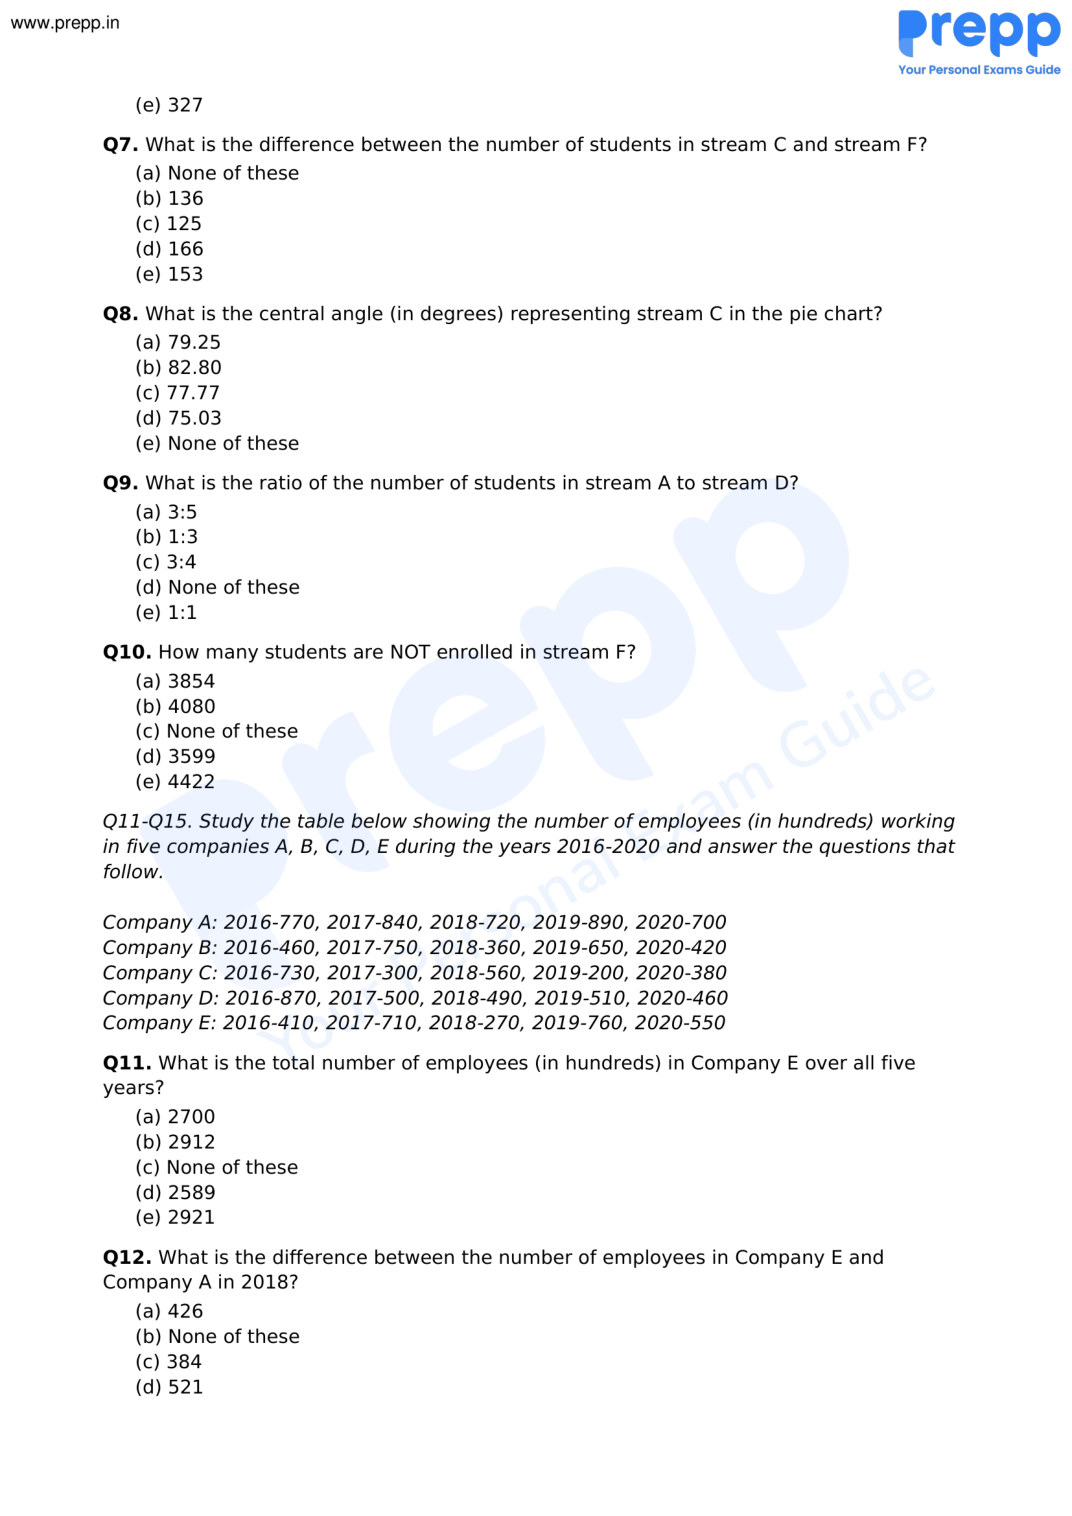 www.prepp.in
Prepp
Your Personal Exams Guide
(e) 327
Q7. What is the difference between the number of students in stream C and stream F?
(a) None of these
(b) 136
(c) 125
(d) 166
(e) 153
Q8. What is the central angle (in degrees) representing stream C in the pie chart?
(a) 79.25
(b) 82.80
(c) 77.77
(d) 75.03
(e) None of these
Q9. What is the ratio of the number of students in stream A to stream D?
(a) 3:5
(b) 1:3
(c) 3:4
(d) None of these
(e) 1:1
Q10. How many students are NOT enrolled in stream F?
(a) 3854
(b) 4080
(c) None of these
(d) 3599
(e) 4422
Q11-Q15. Study the table below showing the number of employees (in hundreds) working
in five companies A, B, C, D, E during the years 2016-2020 and answer the questions that
follow.
Company A: 2016-770, 2017-840, 2018-720, 2019-890, 2020-700
Company B: 2016-460, 2017-750, 2018-360, 2019-650, 2020-420
Company C: 2016-730, 2017-300, 2018-560, 2019-200, 2020-380
Company D: 2016-870, 2017-500, 2018-490, 2019-510, 2020-460
Company E: 2016-410, 2017-710, 2018-270, 2019-760, 2020-550
Q11. What is the total number of employees (in hundreds) in Company E over all five
years?
(a) 2700
(b) 2912
(c) None of these
(d) 2589
(e) 2921
Q12. What is the difference between the number of employees in Company E and
Company A in 2018?
(a) 426
(b) None of these
(c) 384
(d) 521
Prepp
Your Personal Exam Guide